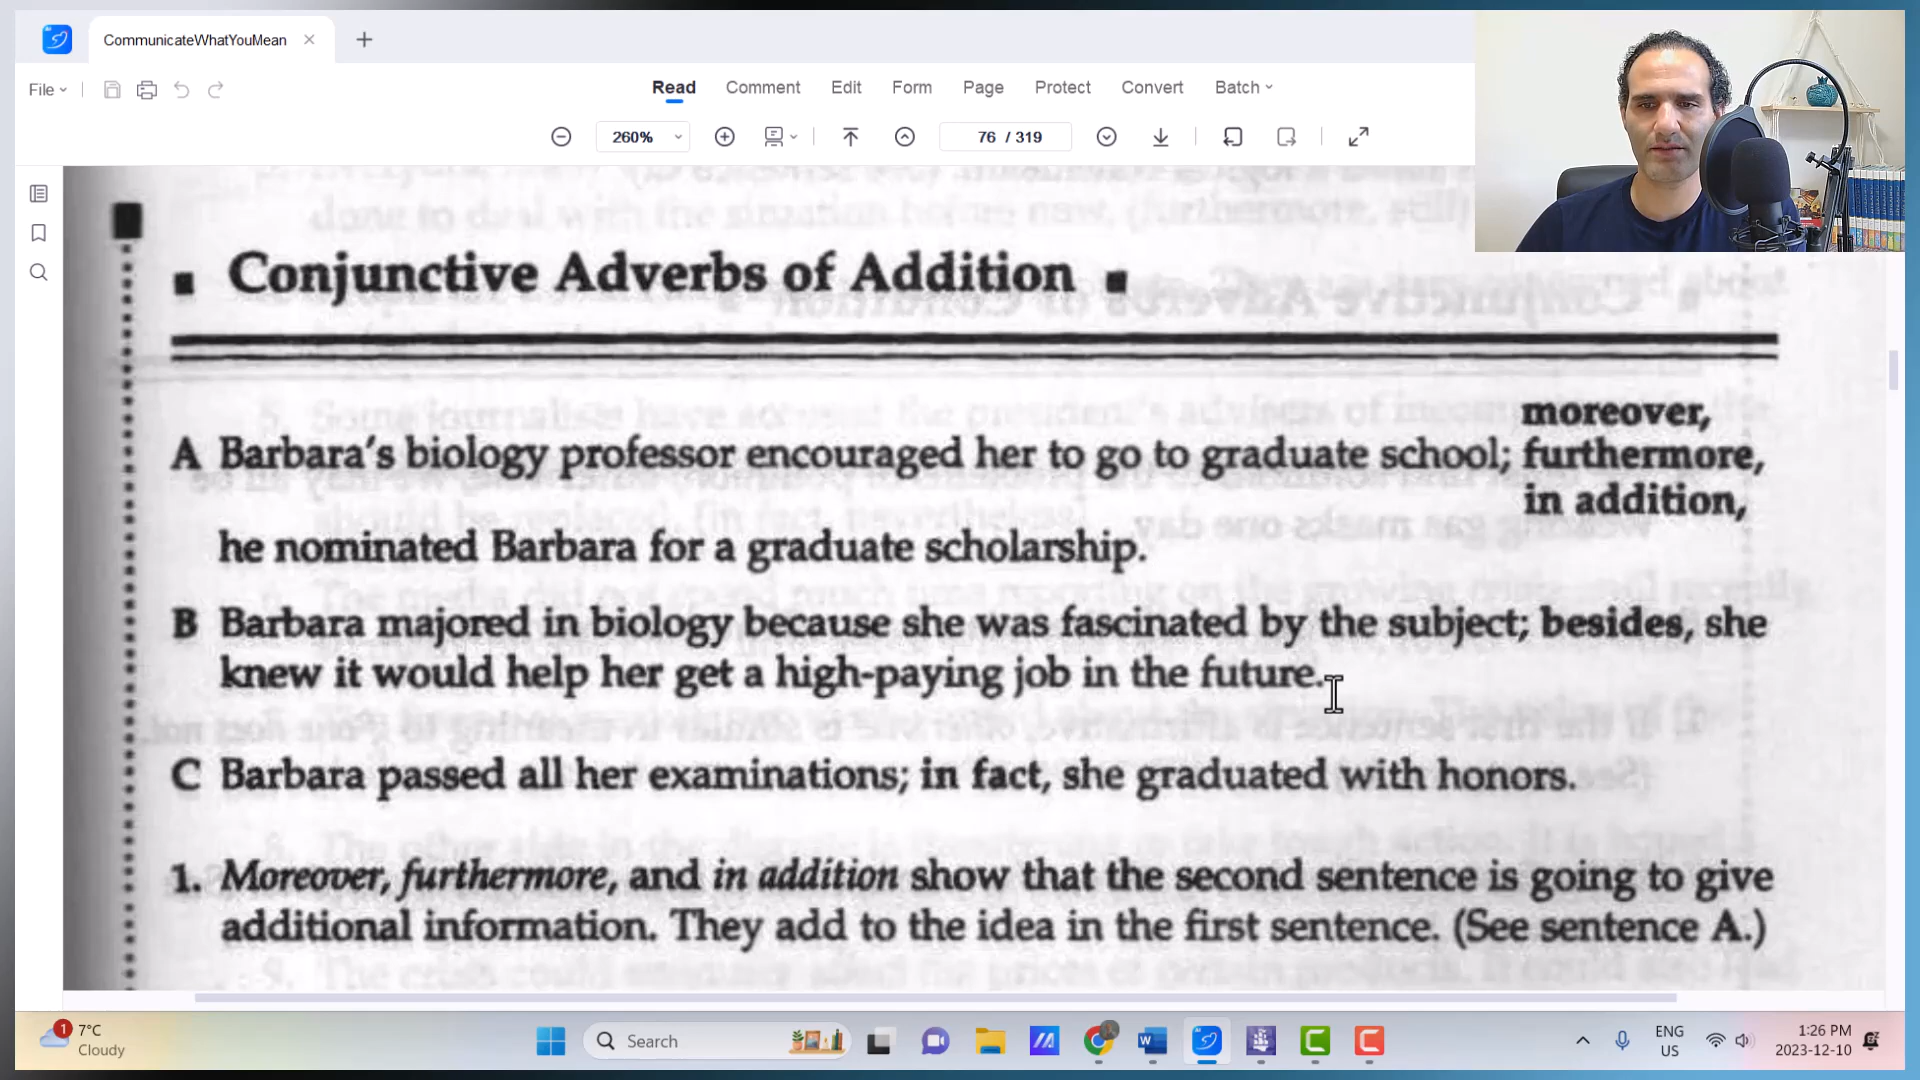 CommunicateWhatYouMean
File
Read Comment Edit Form Page Protect Convert Batch
260%
76 / 319
Conjunctive Adverbs of Addition
moreover,
A Barbara's biology professor encouraged her to go to graduate school; furthermore,
in addition,
he nominated Barbara for a graduate scholarship.
B Barbara majored in biology because she was fascinated by the subject; besides, she
knew it would help her get a high-paying job in the future.
C Barbara passed all her examinations; in fact, she graduated with honors.
1. Moreover, furthermore, and in addition show that the second sentence is going to give
additional information. They add to the idea in the first sentence. (See sentence A.)
1
7°C
Cloudy
Search
ENG
US
1:26 PM
2023-12-10